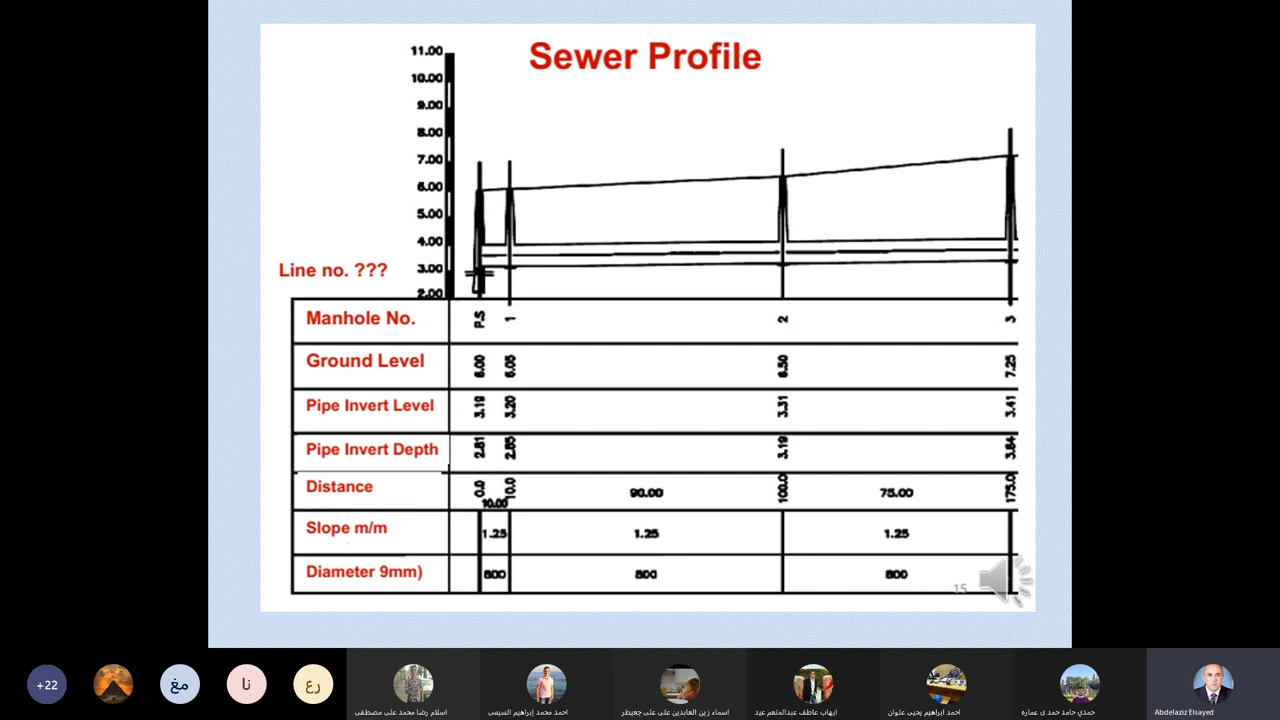 Sewer Profile
11.00
10.00
9.00
8.00
7.00
6.00
5.00
4.00
3.00
2.00
Line no. ???
Manhole No. P.S 1 2 3
Ground Level 6.00 6.05 6.50 7.25
Pipe Invert Level 3.19 3.20 3.31 3.41
Pipe Invert Depth 2.81 2.85 3.19 3.84
Distance 0.0 10.00 10.0 90.00 100.0 75.00 175.0
Slope m/m 1.25 1.25 1.25
Diameter 9mm) 800 800 800
15
+22
مغ
نا
رع
اسلام رضا محمد على مصطفى
احمد محمد إبراهيم السيسى
اسماء زين العابدين على على جعيطر
ايهاب عاطف عبدالمنعم عيد
احمد ابراهيم يحيى علوان
حمدي حامد حمد ى عماره
Abdelaziz Elsayed